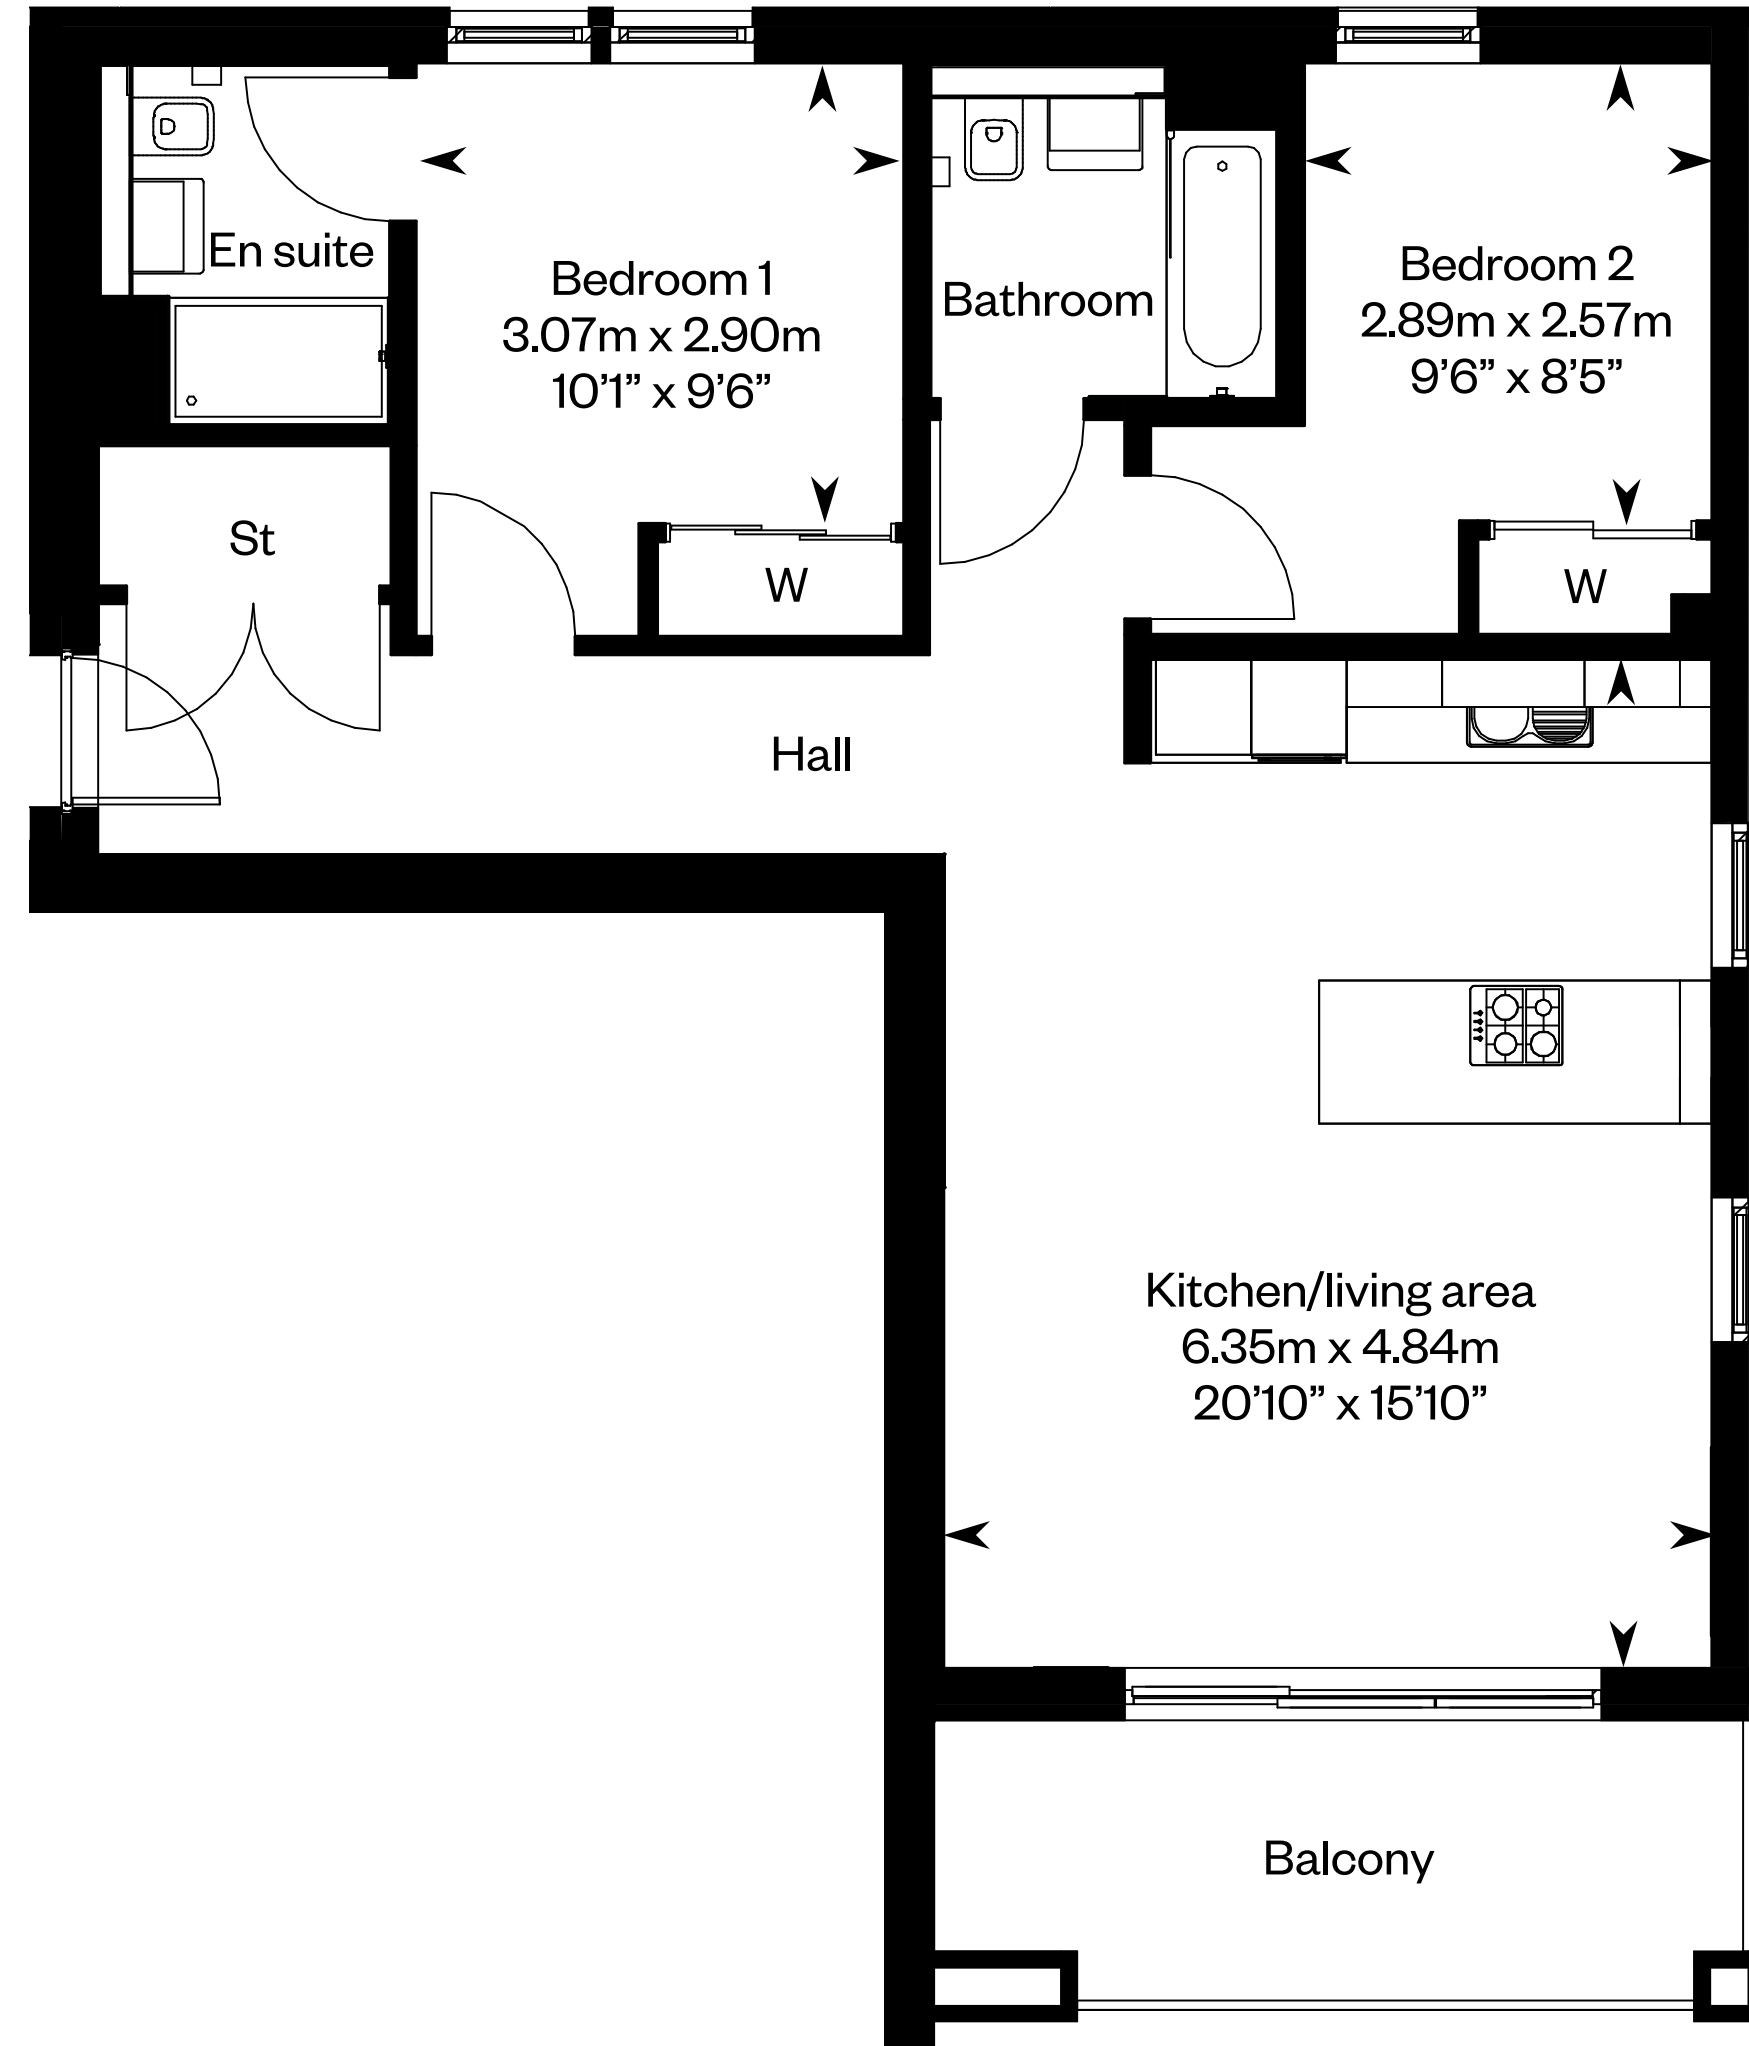 En suite
Bedroom 1
3.07m x 2.90m
10'1” x 9'6”
Bathroom
Bedroom 2
2.89m x 2.57m
9'6” x 8'5”
St
W
W
Hall
Kitchen/living area
6.35m x 4.84m
20'10” x 15'10”
Balcony